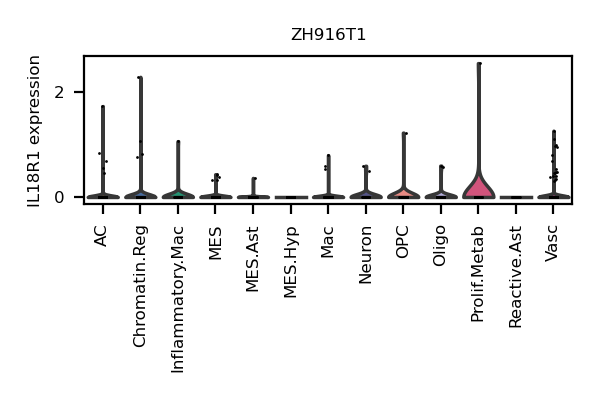 ZH916T1
IL18R1 expression
2
0
AC
Chromatin.Reg
Inflammatory.Mac
MES
MES.Ast
MES.Hyp
Mac
Neuron
OPC
Oligo
Prolif.Metab
Reactive.Ast
Vasc